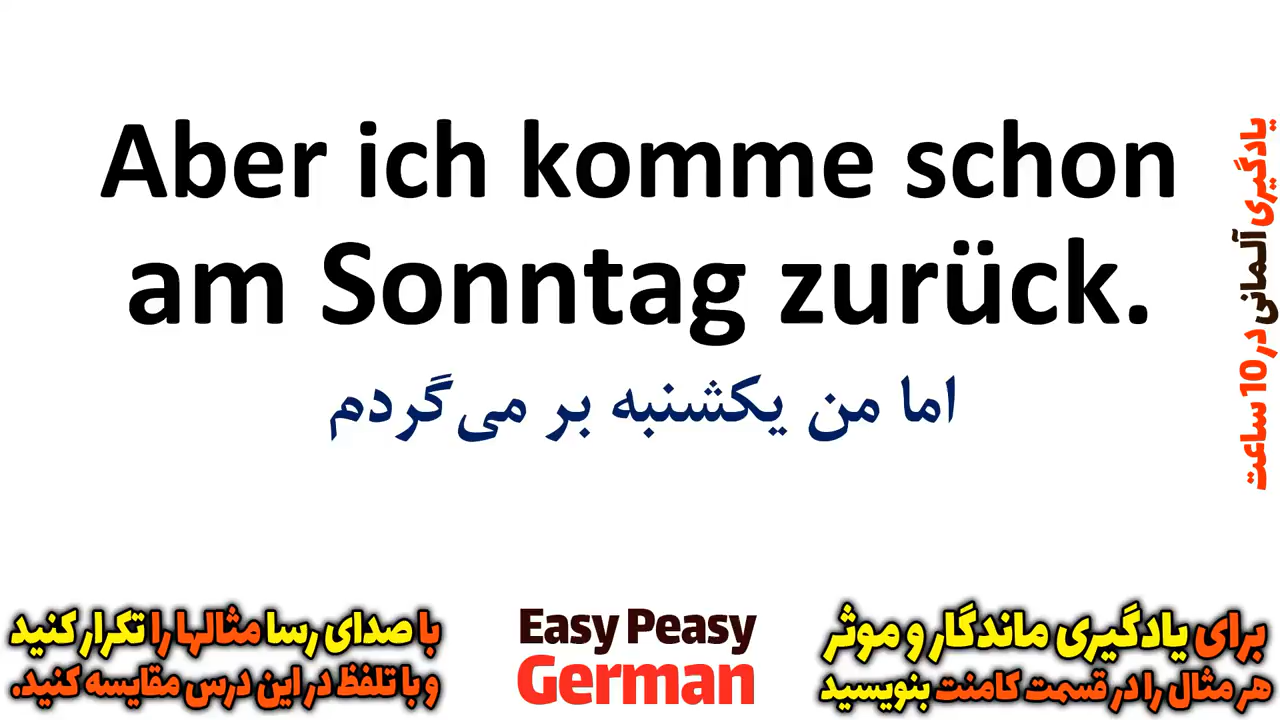 Aber ich komme schon
am Sonntag zurück.
اما من یکشنبه بر می‌گردم
یادگیری آلمانی در 10 ساعت
با صدای رسا مثالها را تکرار کنید
و با تلفظ در این درس مقایسه کنید.
Easy Peasy
German
برای یادگیری ماندگار و موثر
هر مثال را در قسمت کامنت بنویسید